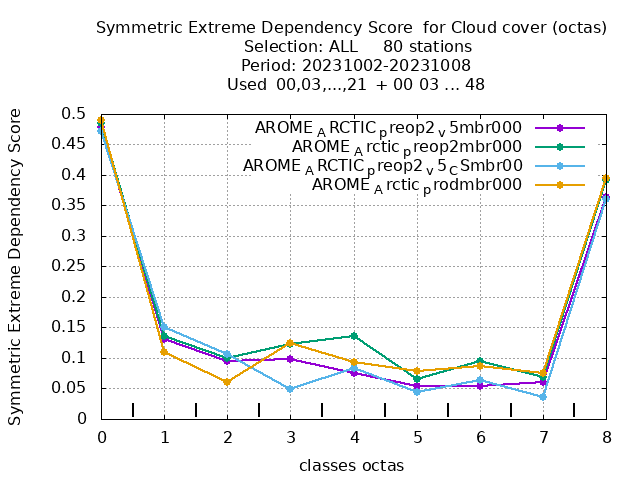 Symmetric Extreme Dependency Score  for Cloud cover (octas)
Selection: ALL     80 stations
Period: 20231002-20231008
Used  00,03,...,21  + 00 03 ... 48
Symmetric Extreme Dependency Score
0.5
0.45
0.4
0.35
0.3
0.25
0.2
0.15
0.1
0.05
0
AROME_ARCTIC_preop2_v5mbr000
AROME_Arctic_preop2mbr000
AROME_ARCTIC_preop2_v5_CSmbr00
AROME_Arctic_prodmbr000
0 1 2 3 4 5 6 7 8
classes octas